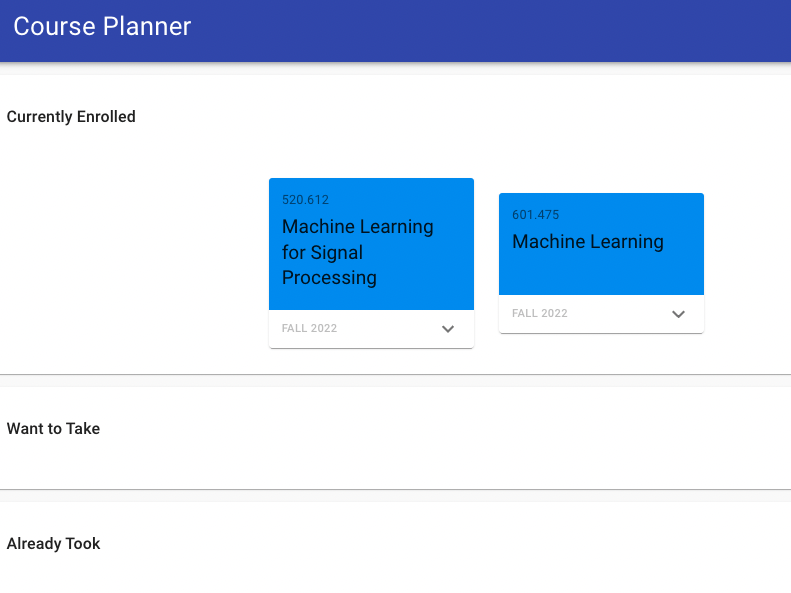 Course Planner
Currently Enrolled
520.612
Machine Learning
for Signal
Processing
FALL 2022
601.475
Machine Learning
FALL 2022
Want to Take
Already Took